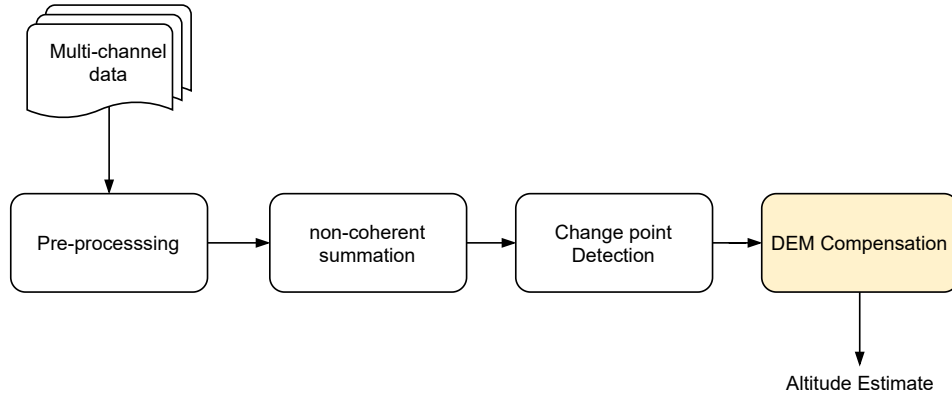 Multi-channel
data
Pre-processsing
non-coherent
summation
Change point
Detection
DEM Compensation
Altitude Estimate